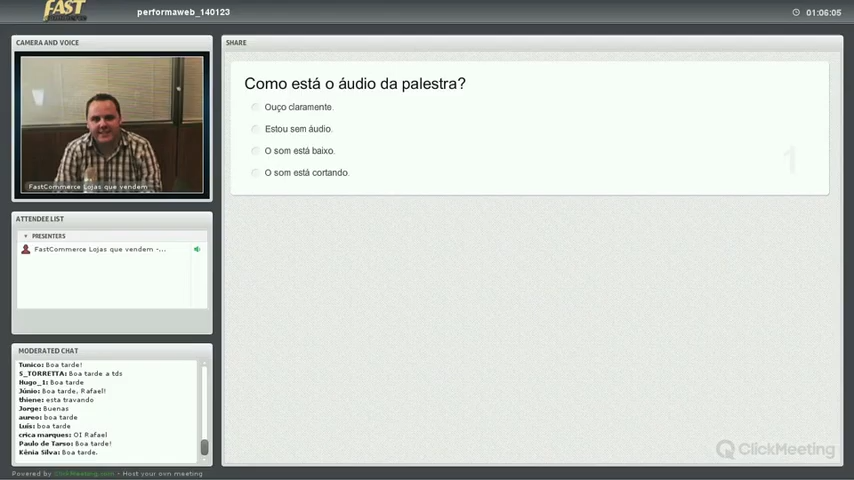 FAST
performaweb_140123
01:06:05
CAMERA AND VOICE
FastCommerce Lojas que vendem
ATTENDEE LIST
PRESENTERS
FastCommerce Lojas que vendem -...
MODERATED CHAT
Tunico: Boa tarde!
S_TORRETTA: Boa tarde a tds
Hugo_1: Boa tarde
Júnio: Boa tarde, Rafael!
thiene: esta travando
Jorge: Buenas
aureo: boa tarde
Luis: boa tarde
crica marques: OI Rafael
Paulo de Tarso: Boa tarde!
Kênia Silva: Boa tarde.
SHARE
Como está o áudio da palestra?
Ouço claramente.
Estou sem áudio.
O som está baixo.
O som está cortando.
1
ClickMeeting
Powered by ClickMeeting.com - Host your own meeting